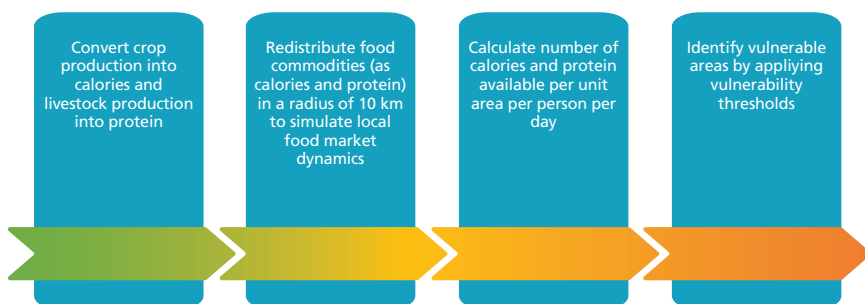 Convert crop
production into
calories and
livestock production
into protein
Redistribute food
commodities (as
calories and protein)
in a radius of 10 km
to simulate local
food market
dynamics
Calculate number of
calories and protein
available per unit
area per person per
day
Identify vulnerable
areas by applying
vulnerability
thresholds